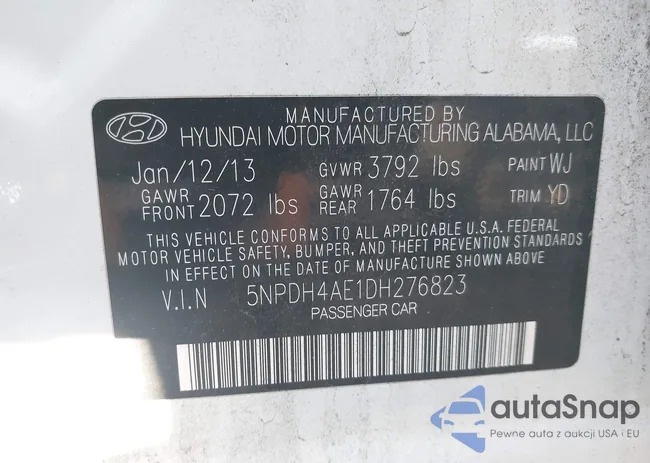 MANUFACTURED BY
HYUNDAI MOTOR MANUFACTURING ALABAMA, LLC
Jan/12/13 GVWR 3792 lbs PAINT WJ
GAWR FRONT 2072 lbs GAWR REAR 1764 lbs TRIM YD
THIS VEHICLE CONFORMS TO ALL APPLICABLE U.S.A. FEDERAL
MOTOR VEHICLE SAFETY, BUMPER, AND THEFT PREVENTION STANDARDS
IN EFFECT ON THE DATE OF MANUFACTURE SHOWN ABOVE
V.I.N 5NPDH4AE1DH276823
PASSENGER CAR
autaSnap
Pewne auta z aukcji USA i EU